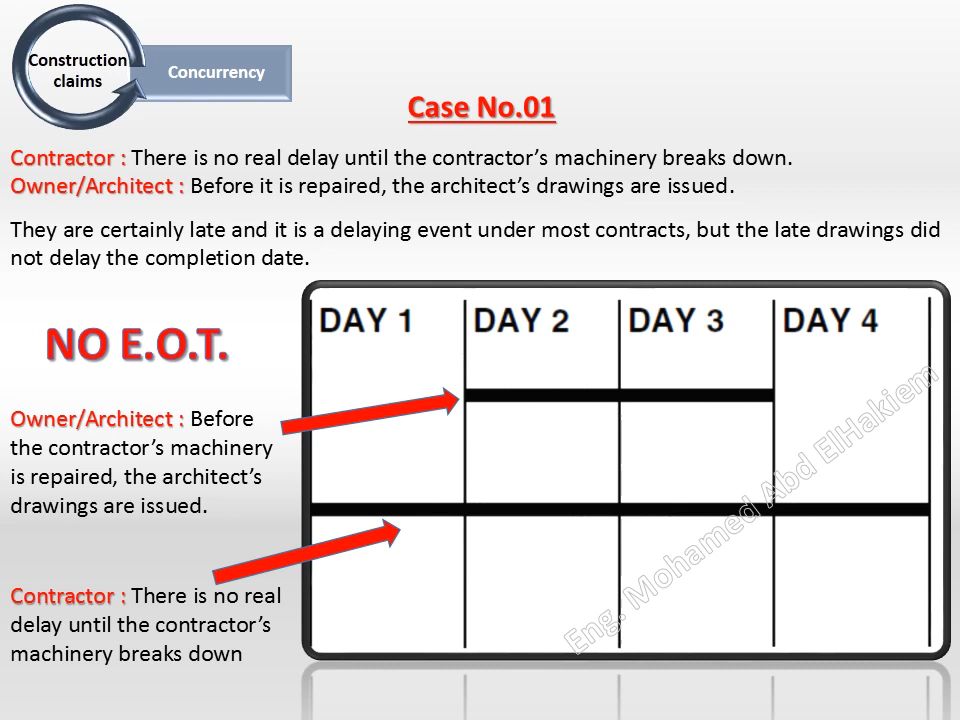 Construction
claims
Concurrency
Case No.01
Contractor : There is no real delay until the contractor’s machinery breaks down.
Owner/Architect : Before it is repaired, the architect’s drawings are issued.
They are certainly late and it is a delaying event under most contracts, but the late drawings did
not delay the completion date.
NO E.O.T.
DAY 1 DAY 2 DAY 3 DAY 4
Owner/Architect : Before
the contractor’s machinery
is repaired, the architect’s
drawings are issued.
Contractor : There is no real
delay until the contractor’s
machinery breaks down
Eng. Mohamed Abd ElHakiem